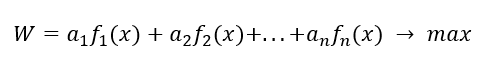 W = a₁f₁(x) + a₂f₂(x)+...+aₙfₙ(x) → max